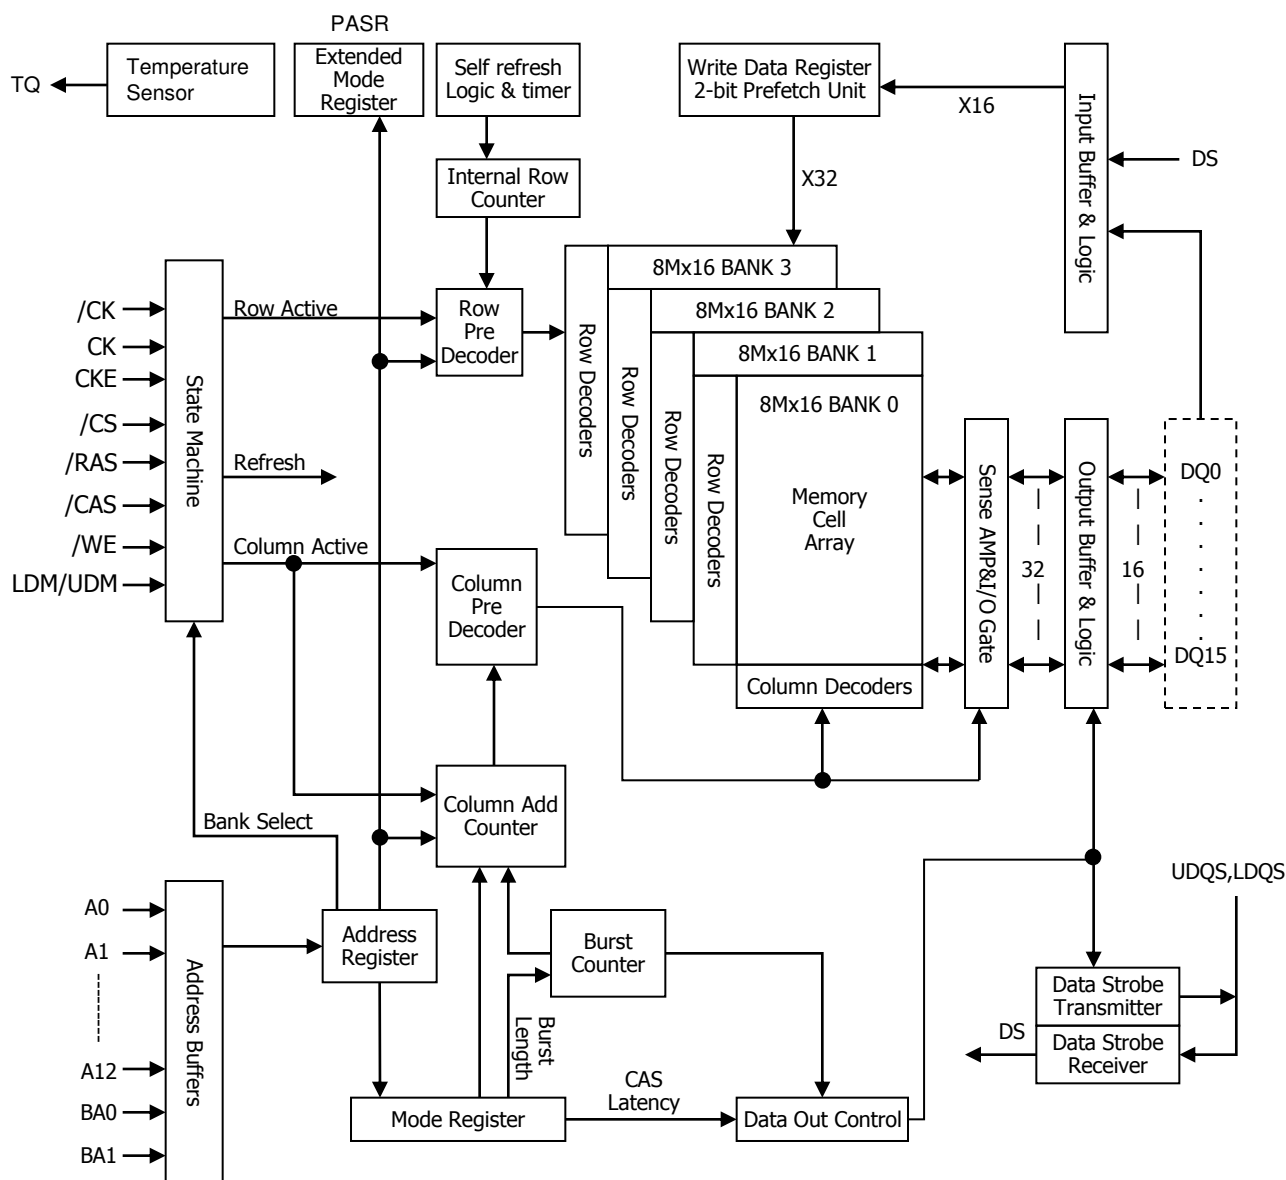 PASR
TQ
Temperature
Sensor
Extended
Mode
Register
Self refresh
Logic & timer
Write Data Register
2-bit Prefetch Unit
X16
Input Buffer & Logic
DS
Internal Row
Counter
X32
8Mx16 BANK 3
8Mx16 BANK 2
8Mx16 BANK 1
8Mx16 BANK 0
Row Decoders
Row Decoders
Row Decoders
Row Decoders
Memory
Cell
Array
Column Decoders
Row
Pre
Decoder
Row Active
/CK
CK
CKE
/CS
/RAS
/CAS
/WE
LDM/UDM
State Machine
Refresh
Column Active
Column
Pre
Decoder
Sense AMP&I/O Gate
32
Output Buffer & Logic
16
DQ0
DQ15
Column Add
Counter
Bank Select
A0
A1
A12
BA0
BA1
Address Buffers
Address
Register
Burst
Counter
Burst
Length
Mode Register
CAS
Latency
Data Out Control
UDQS,LDQS
Data Strobe
Transmitter
DS
Data Strobe
Receiver